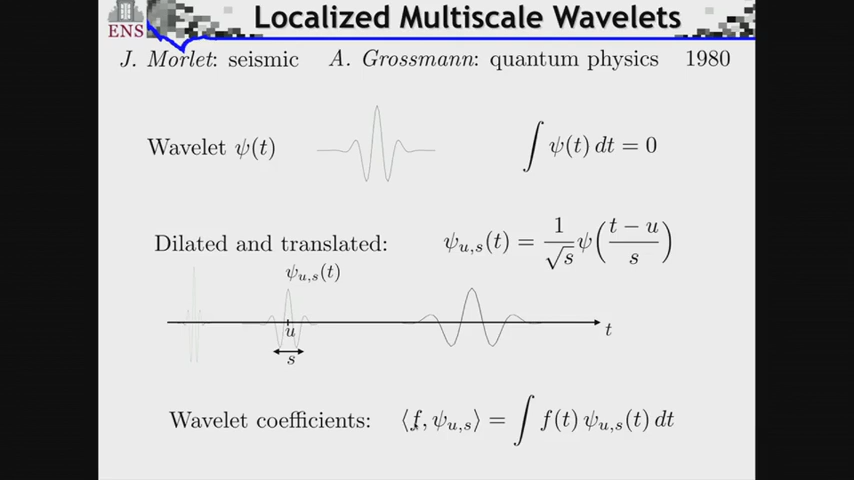 ENS
Localized Multiscale Wavelets
J. Morlet: seismic A. Grossmann: quantum physics 1980
Wavelet ψ(t) ∫ ψ(t) dt = 0
Dilated and translated: ψ_{u,s}(t) = 1/√s ψ((t − u)/s)
ψ_{u,s}(t)
u
t
s
Wavelet coefficients: ⟨f, ψ_{u,s}⟩ = ∫ f(t) ψ_{u,s}(t) dt